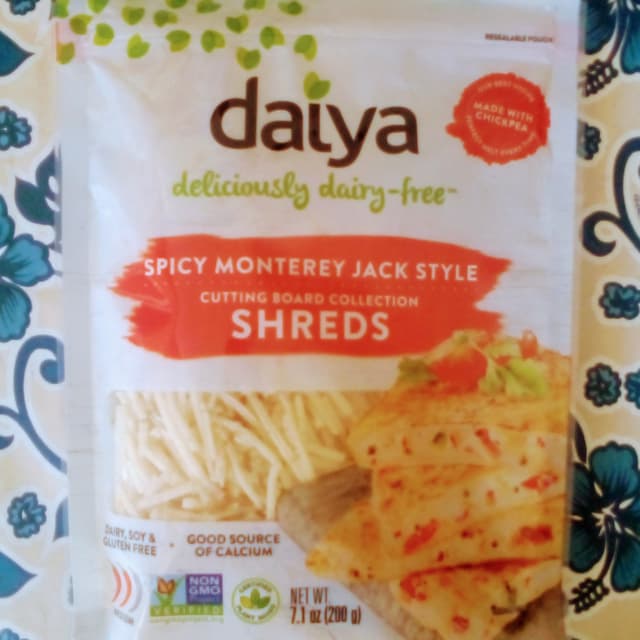 RESEALABLE POUCH
daiya
deliciously dairy-free
MADE WITH
CHICKPEA
SPICY MONTEREY JACK STYLE
CUTTING BOARD COLLECTION
SHREDS
DAIRY, SOY &
GLUTEN FREE
GOOD SOURCE
OF CALCIUM
NON
GMO
VERIFIED
NET WT.
7.1 oz (200 g)